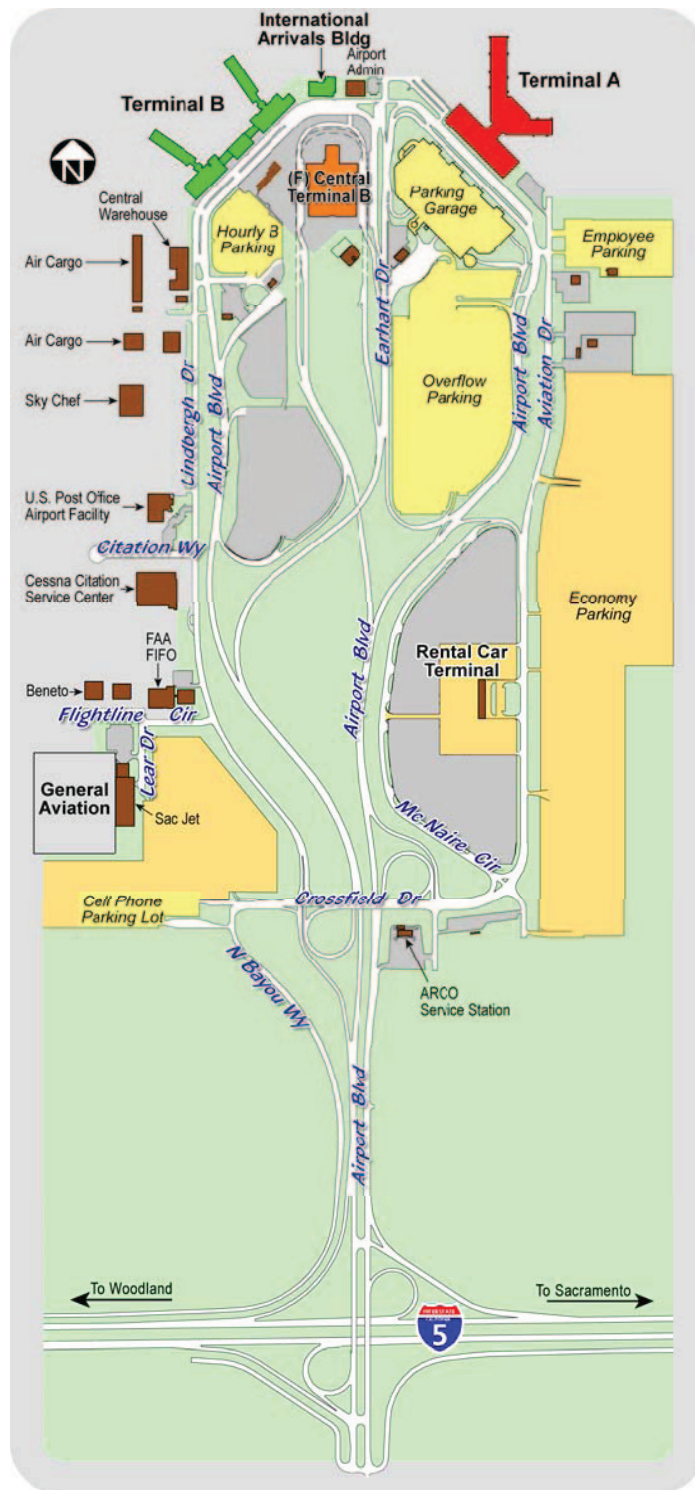 International
Arrivals Bldg
Airport
Admin
Terminal A
Terminal B
N
(F) Central
Terminal B
Parking
Garage
Central
Warehouse
Hourly B
Parking
Employee
Parking
Air Cargo
Earhart Dr
Airport Blvd
Aviation Dr
Air Cargo
Lindbergh Dr
Airport Blvd
Overflow
Parking
Sky Chef
U.S. Post Office
Airport Facility
Citation Wy
Cessna Citation
Service Center
Economy
Parking
FAA
FIFO
Rental Car
Terminal
Airport Blvd
Beneto
Flightline Cir
Lear Dr
General
Aviation
Sac Jet
Mc Naire Cir
Cell Phone
Parking Lot
Crossfield Dr
N Bayou Wy
ARCO
Service Station
Airport Blvd
To Woodland
To Sacramento
INTERSTATE
CALIFORNIA
5